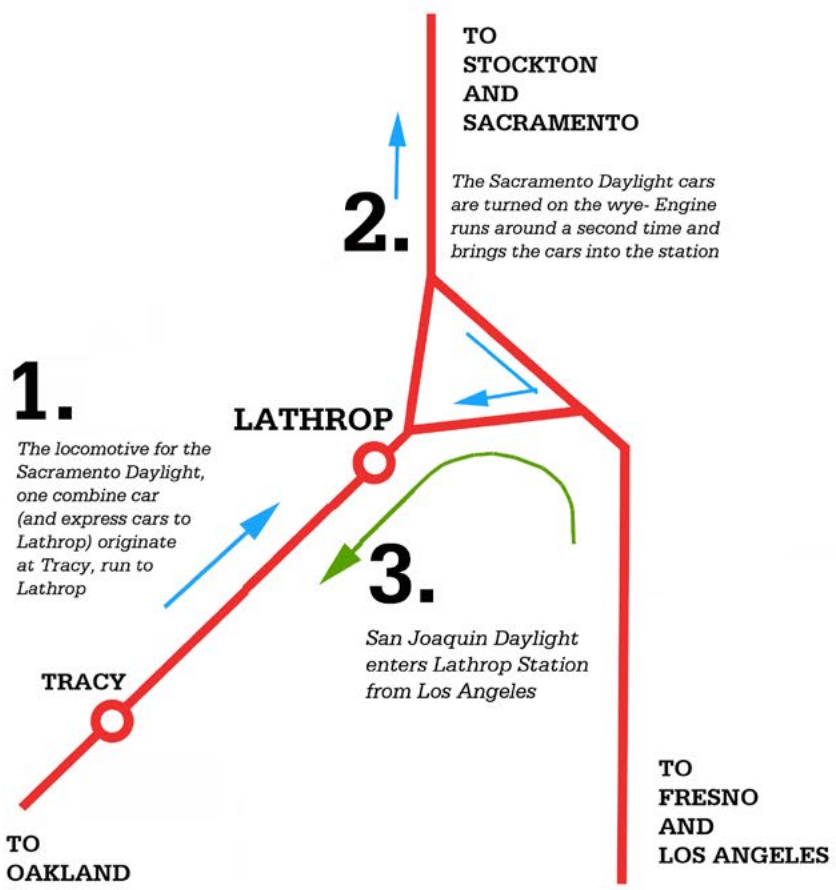 TO
STOCKTON
AND
SACRAMENTO
2.
The Sacramento Daylight cars
are turned on the wye- Engine
runs around a second time and
brings the cars into the station
1.
LATHROP
The locomotive for the
Sacramento Daylight,
one combine car
(and express cars to
Lathrop) originate
at Tracy, run to
Lathrop
3.
San Joaquin Daylight
enters Lathrop Station
from Los Angeles
TRACY
TO
FRESNO
AND
LOS ANGELES
TO
OAKLAND